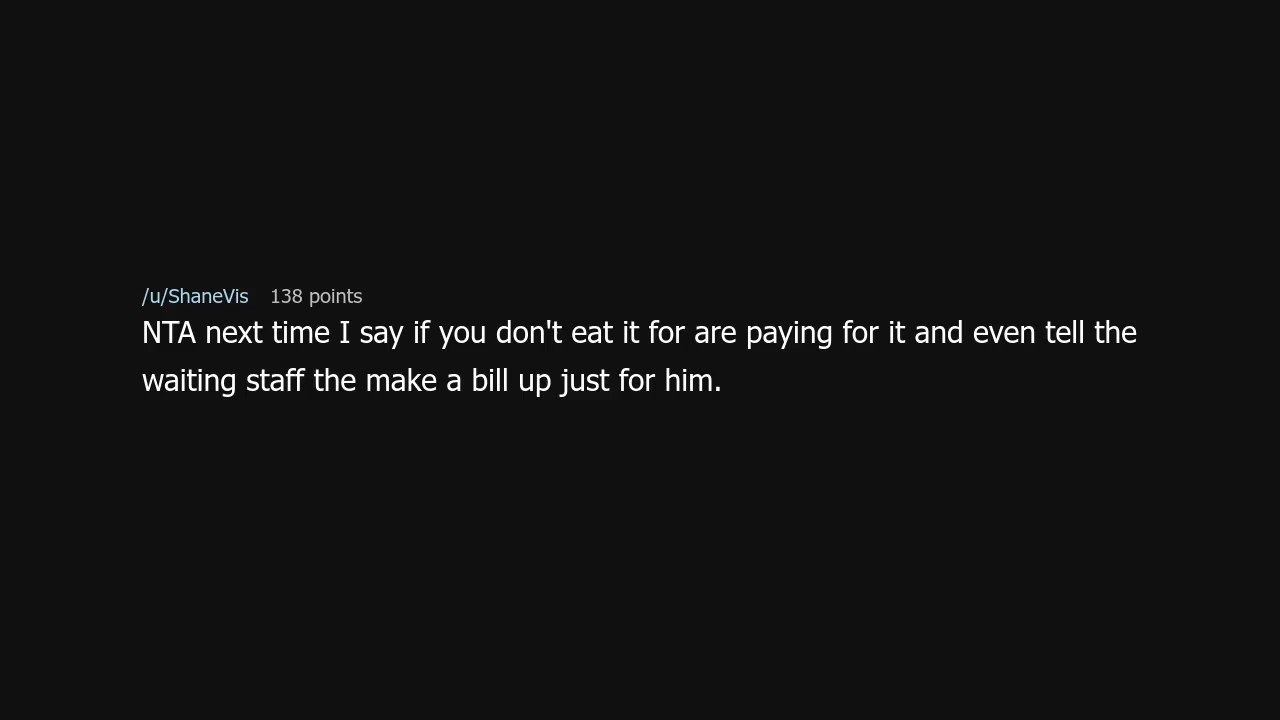 /u/ShaneVis 138 points
NTA next time I say if you don't eat it for are paying for it and even tell the
waiting staff the make a bill up just for him.